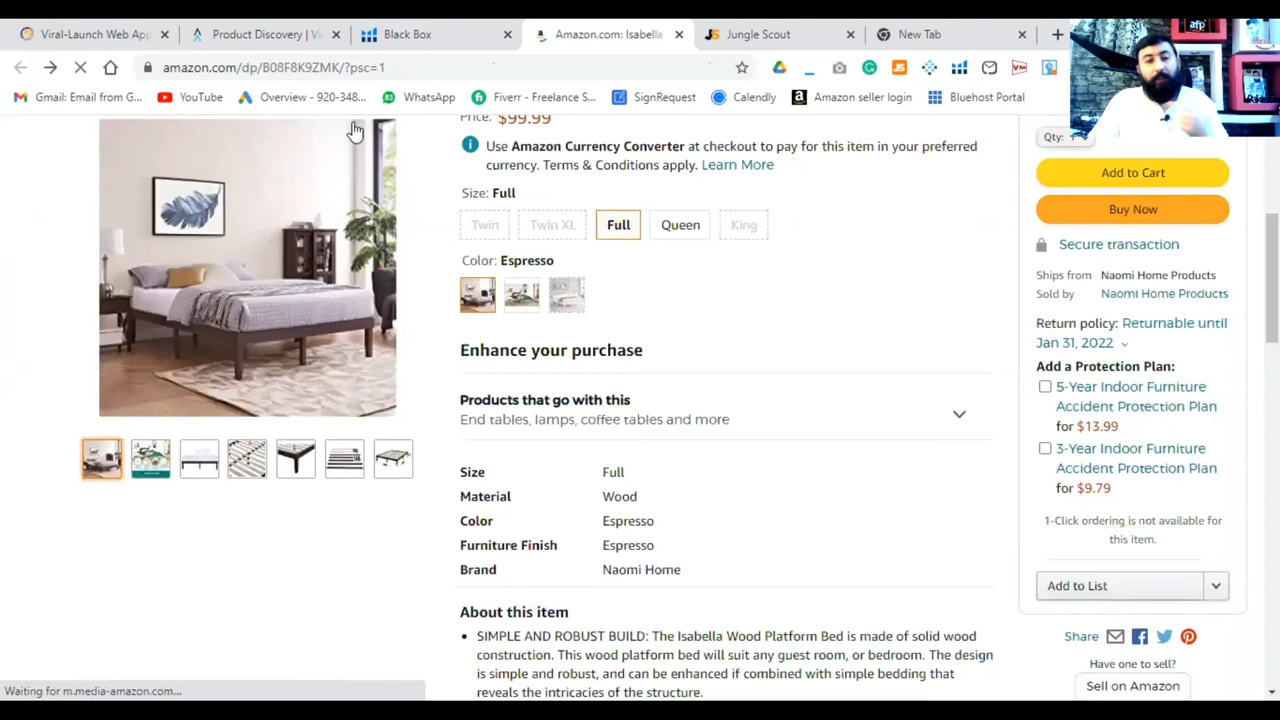 Viral-Launch Web App
Product Discovery | Vi
Black Box
Amazon.com: Isabella
Jungle Scout
New Tab
amazon.com/dp/B08F8K9ZMK/?psc=1
Gmail: Email from G...
YouTube
Overview - 920-348...
WhatsApp
Fiverr - Freelance S...
SignRequest
Calendly
Amazon seller login
Bluehost Portal
afp
Price: $99.99
Use Amazon Currency Converter at checkout to pay for this item in your preferred
currency. Terms & Conditions apply. Learn More
Size: Full
Twin
Twin XL
Full
Queen
King
Color: Espresso
Enhance your purchase
Products that go with this
End tables, lamps, coffee tables and more
Size Full
Material Wood
Color Espresso
Furniture Finish Espresso
Brand Naomi Home
About this item
• SIMPLE AND ROBUST BUILD: The Isabella Wood Platform Bed is made of solid wood
construction. This wood platform bed will suit any guest room, or bedroom. The design
is simple and robust, and can be enhanced if combined with simple bedding that
reveals the intricacies of the structure.
Qty:
Add to Cart
Buy Now
Secure transaction
Ships from Naomi Home Products
Sold by Naomi Home Products
Return policy: Returnable until
Jan 31, 2022
Add a Protection Plan:
5-Year Indoor Furniture
Accident Protection Plan
for $13.99
3-Year Indoor Furniture
Accident Protection Plan
for $9.79
1-Click ordering is not available for
this item.
Add to List
Share
Have one to sell?
Sell on Amazon
Waiting for m.media-amazon.com...